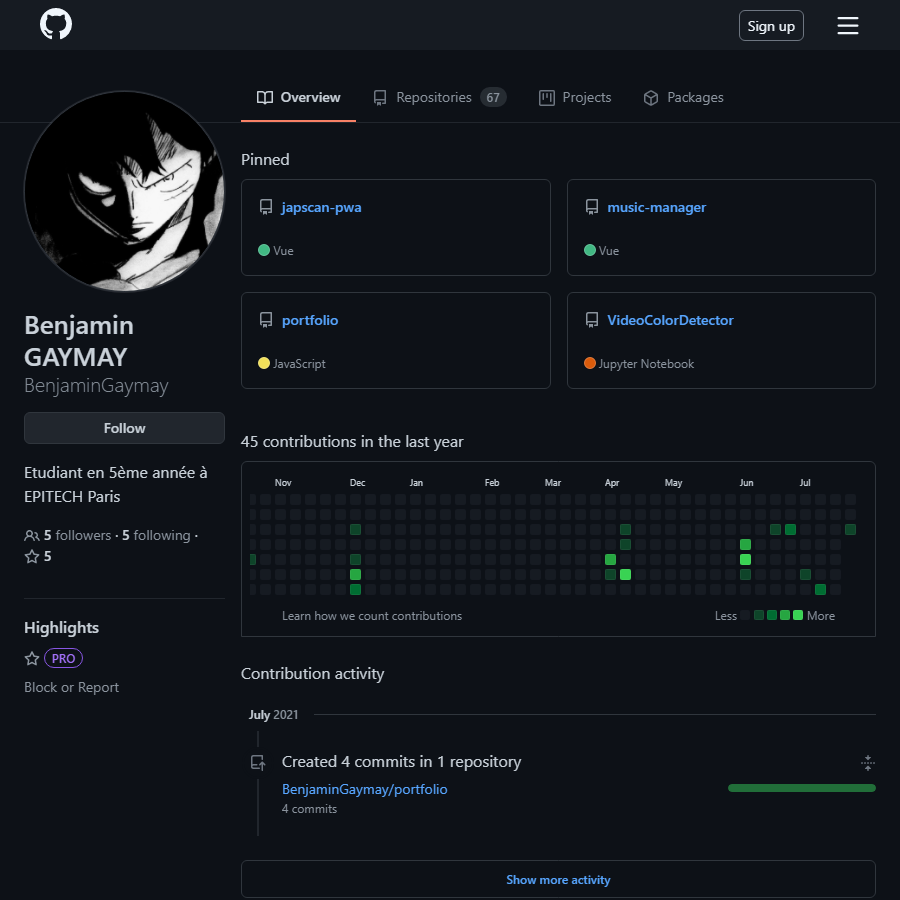 Sign up
Overview
Repositories 67
Projects
Packages
Benjamin
GAYMAY
BenjaminGaymay
Follow
Etudiant en 5ème année à
EPITECH Paris
5 followers · 5 following ·
5
Highlights
PRO
Block or Report
Pinned
japscan-pwa
Vue
music-manager
Vue
portfolio
JavaScript
VideoColorDetector
Jupyter Notebook
45 contributions in the last year
Nov Dec Jan Feb Mar Apr May Jun Jul
Learn how we count contributions
Less More
Contribution activity
July 2021
Created 4 commits in 1 repository
BenjaminGaymay/portfolio
4 commits
Show more activity